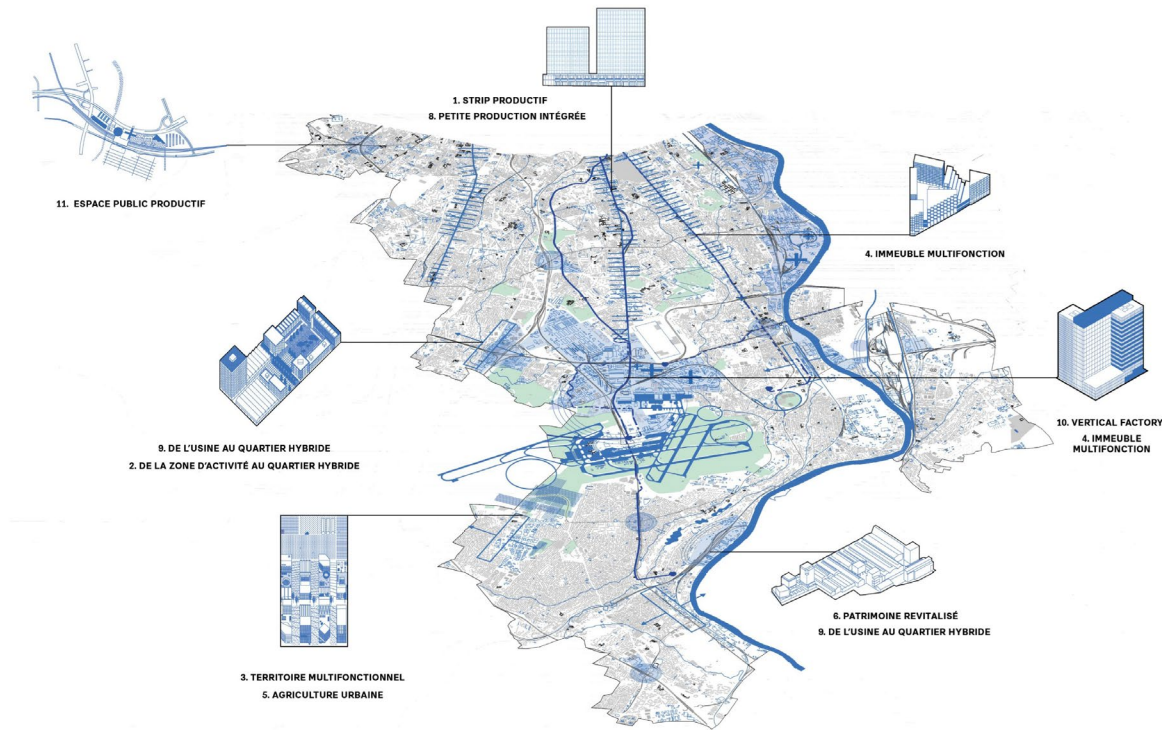 1. STRIP PRODUCTIF
8. PETITE PRODUCTION INTÉGRÉE
11. ESPACE PUBLIC PRODUCTIF
4. IMMEUBLE MULTIFONCTION
9. DE L'USINE AU QUARTIER HYBRIDE
2. DE LA ZONE D'ACTIVITÉ AU QUARTIER HYBRIDE
10. VERTICAL FACTORY
4. IMMEUBLE
MULTIFONCTION
6. PATRIMOINE REVITALISÉ
9. DE L'USINE AU QUARTIER HYBRIDE
3. TERRITOIRE MULTIFONCTIONNEL
5. AGRICULTURE URBAINE